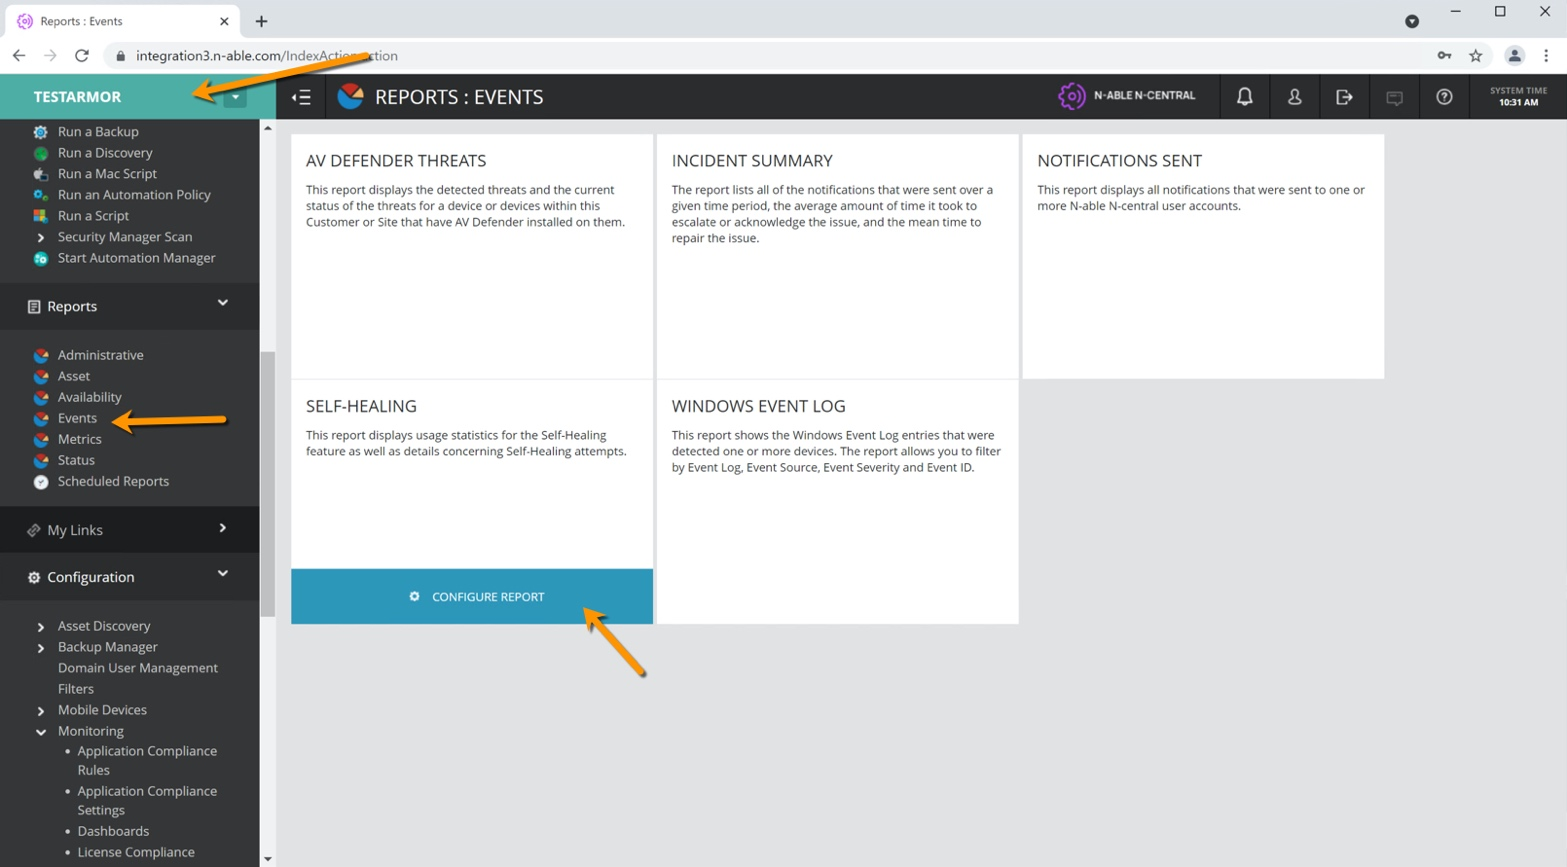 Reports : Events
integration3.n-able.com/IndexAction.action
TESTARMOR
REPORTS : EVENTS
N-ABLE N-CENTRAL
SYSTEM TIME
10:31 AM
Run a Backup
Run a Discovery
Run a Mac Script
Run an Automation Policy
Run a Script
Security Manager Scan
Start Automation Manager
Reports
Administrative
Asset
Availability
Events
Metrics
Status
Scheduled Reports
My Links
Configuration
Asset Discovery
Backup Manager
Domain User Management
Filters
Mobile Devices
Monitoring
• Application Compliance
Rules
• Application Compliance
Settings
• Dashboards
• License Compliance
AV DEFENDER THREATS
This report displays the detected threats and the current
status of the threats for a device or devices within this
Customer or Site that have AV Defender installed on them.
INCIDENT SUMMARY
The report lists all of the notifications that were sent over a
given time period, the average amount of time it took to
escalate or acknowledge the issue, and the mean time to
repair the issue.
NOTIFICATIONS SENT
This report displays all notifications that were sent to one or
more N-able N-central user accounts.
SELF-HEALING
This report displays usage statistics for the Self-Healing
feature as well as details concerning Self-Healing attempts.
CONFIGURE REPORT
WINDOWS EVENT LOG
This report shows the Windows Event Log entries that were
detected one or more devices. The report allows you to filter
by Event Log, Event Source, Event Severity and Event ID.